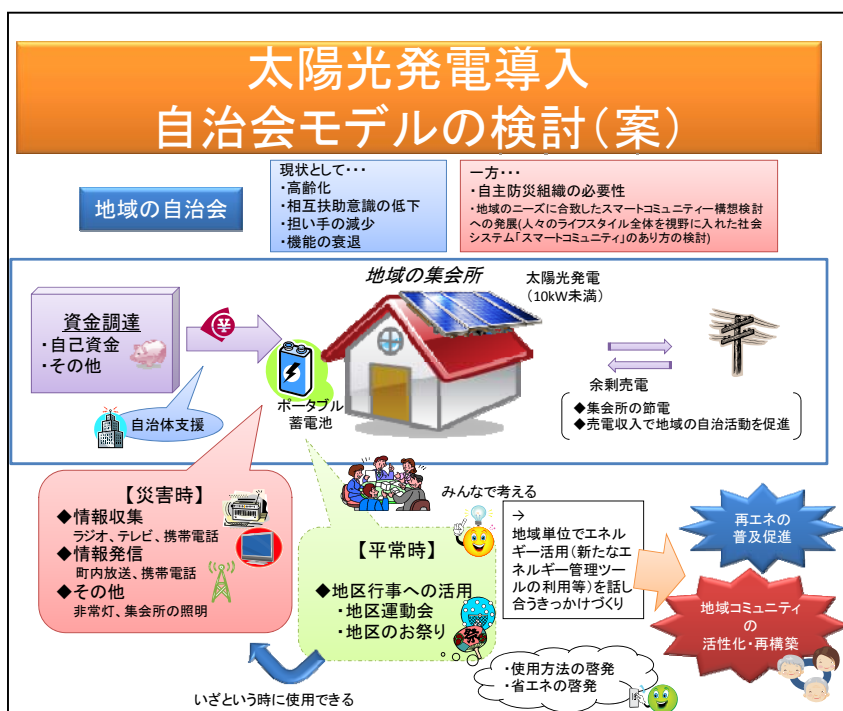 太陽光発電導入
自治会モデルの検討(案)
地域の自治会
現状として・・・
・高齢化
・相互扶助意識の低下
・担い手の減少
・機能の衰退
一方・・・
・自主防災組織の必要性
・地域のニーズに合致したスマートコミュニティー構想検討
への発展(人々のライフスタイル全体を視野に入れた社会
システム「スマートコミュニティ」のあり方の検討)
地域の集会所
太陽光発電
(10kW未満)
資金調達
・自己資金
・その他
¥
自治体支援
ポータブル
蓄電池
余剰売電
◆集会所の節電
◆売電収入で地域の自治活動を促進
【災害時】
◆情報収集
ラジオ、テレビ、携帯電話
◆情報発信
町内放送、携帯電話
◆その他
非常灯、集会所の照明
みんなで考える
【平常時】
◆地区行事への活用
・地区運動会
・地区のお祭り
祭
→
地域単位でエネル
ギー活用(新たなエ
ネルギー管理ツー
ルの利用等)を話し
合うきっかけづくり
再エネの
普及促進
地域コミュニティ
の
活性化・再構築
いざという時に使用できる
・使用方法の啓発
・省エネの啓発